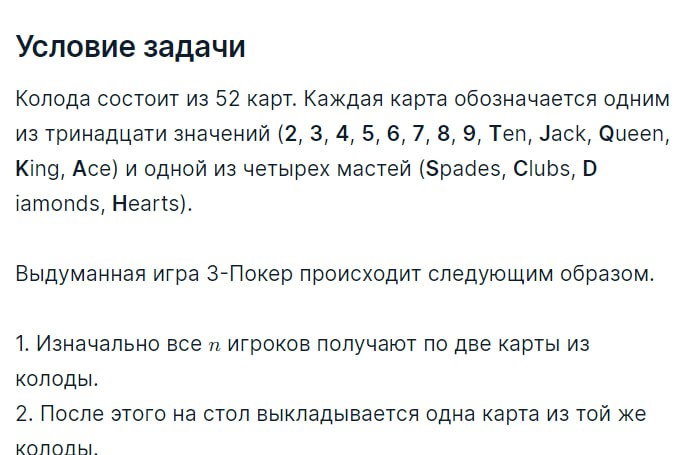 Условие задачи
Колода состоит из 52 карт. Каждая карта обозначается одним
из тринадцати значений (2, 3, 4, 5, 6, 7, 8, 9, Ten, Jack, Queen,
King, Ace) и одной из четырех мастей (Spades, Clubs, D
iamonds, Hearts).
Выдуманная игра 3-Покер происходит следующим образом.
1. Изначально все n игроков получают по две карты из
колоды.
2. После этого на стол выкладывается одна карта из той же
колоды.